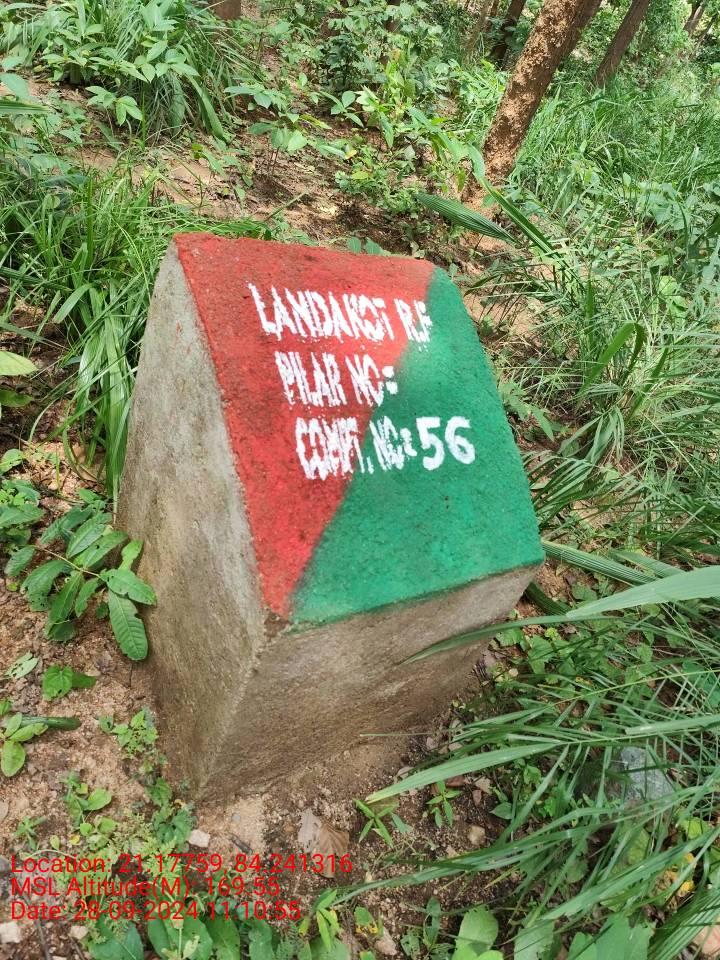 LANDAKOT R.F
PILAR NO=
COMPT. NO: 56
Location: 21.17759, 84.241316
MSL Altitude(M): 169.55
Date: 28-09-2024 11:10:55